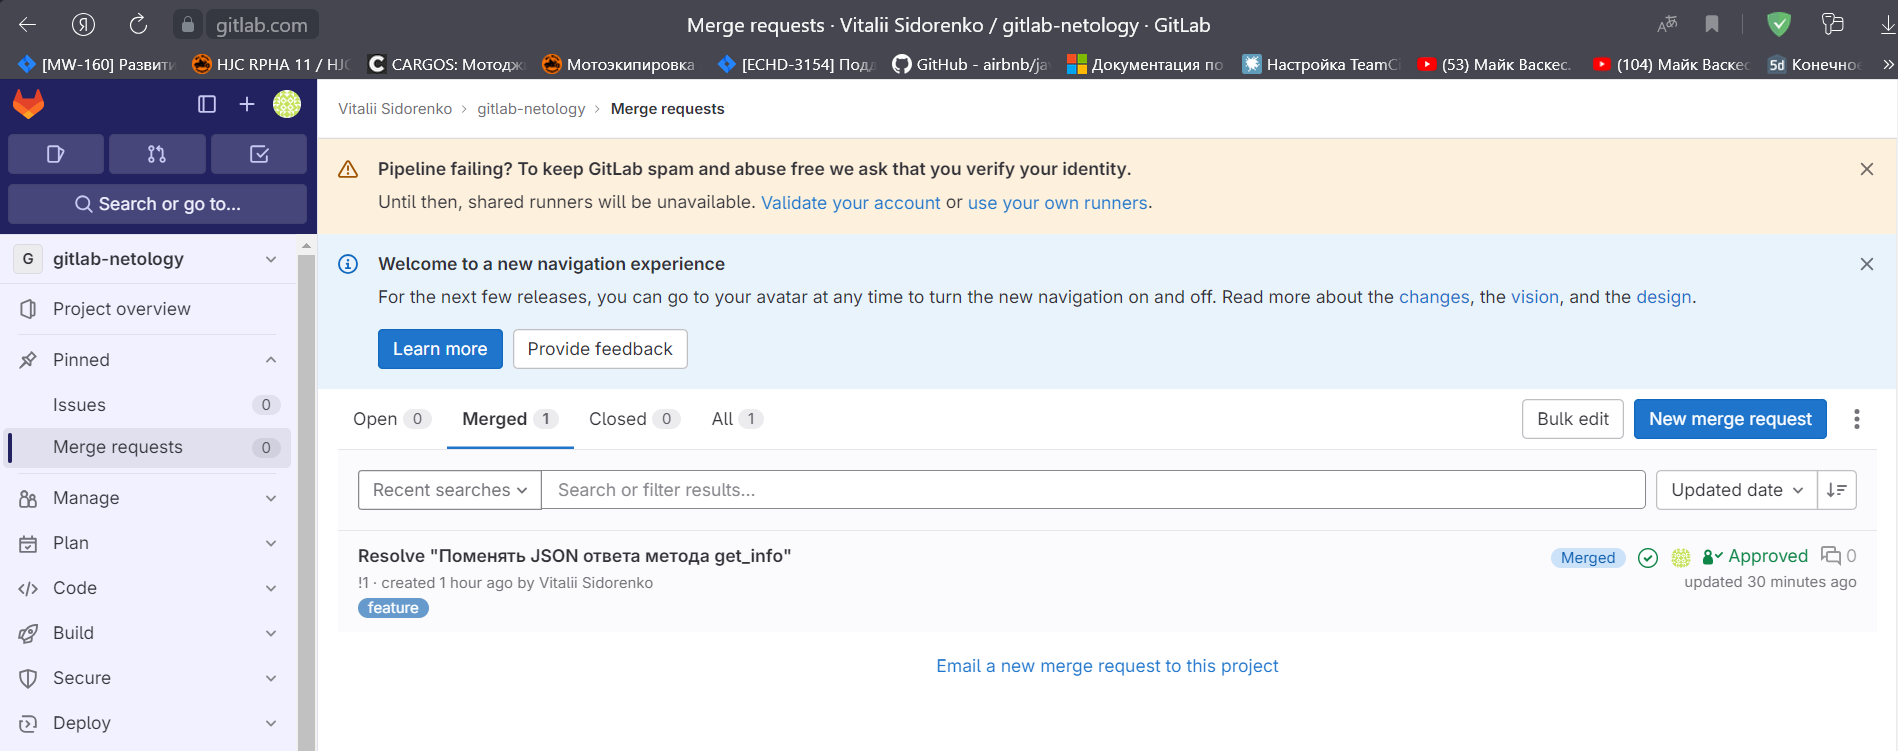 Я gitlab.com Merge requests · Vitalii Sidorenko / gitlab-netology · GitLab
[MW-160] Развити HJC RPHA 11 / HJC CARGOS: Мотодж Мотоэкипировка [ECHD-3154] Под GitHub - airbnb/ja Документация по Настройка TeamCi (53) Майк Васкес. (104) Майк Васкес 5d Конечное »
Vitalii Sidorenko › gitlab-netology › Merge requests
Search or go to...
Pipeline failing? To keep GitLab spam and abuse free we ask that you verify your identity.
Until then, shared runners will be unavailable. Validate your account or use your own runners.
G gitlab-netology
Project overview
Pinned
Issues 0
Merge requests 0
Manage
Plan
Code
Build
Secure
Deploy
Welcome to a new navigation experience
For the next few releases, you can go to your avatar at any time to turn the new navigation on and off. Read more about the changes, the vision, and the design.
Learn more Provide feedback
Open 0 Merged 1 Closed 0 All 1 Bulk edit New merge request
Recent searches Search or filter results... Updated date
Resolve "Поменять JSON ответа метода get_info" Merged Approved 0
!1 · created 1 hour ago by Vitalii Sidorenko updated 30 minutes ago
feature
Email a new merge request to this project